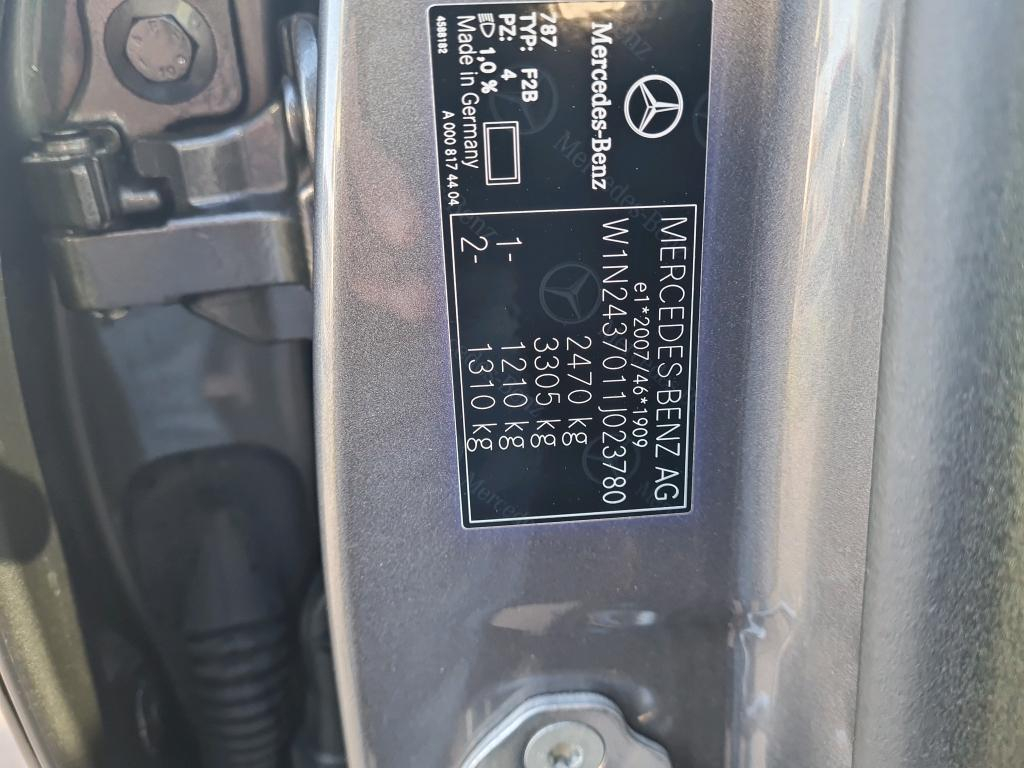 Mercedes-Benz
787
TYP: F2B
PZ: 4
1,0 %
Made in Germany
4588182
A 000 817 44 04
MERCEDES-BENZ AG
e1*2007/46*1909
W1N2437011J023780
2470 kg
3305 kg
1- 1210 kg
2- 1310 kg